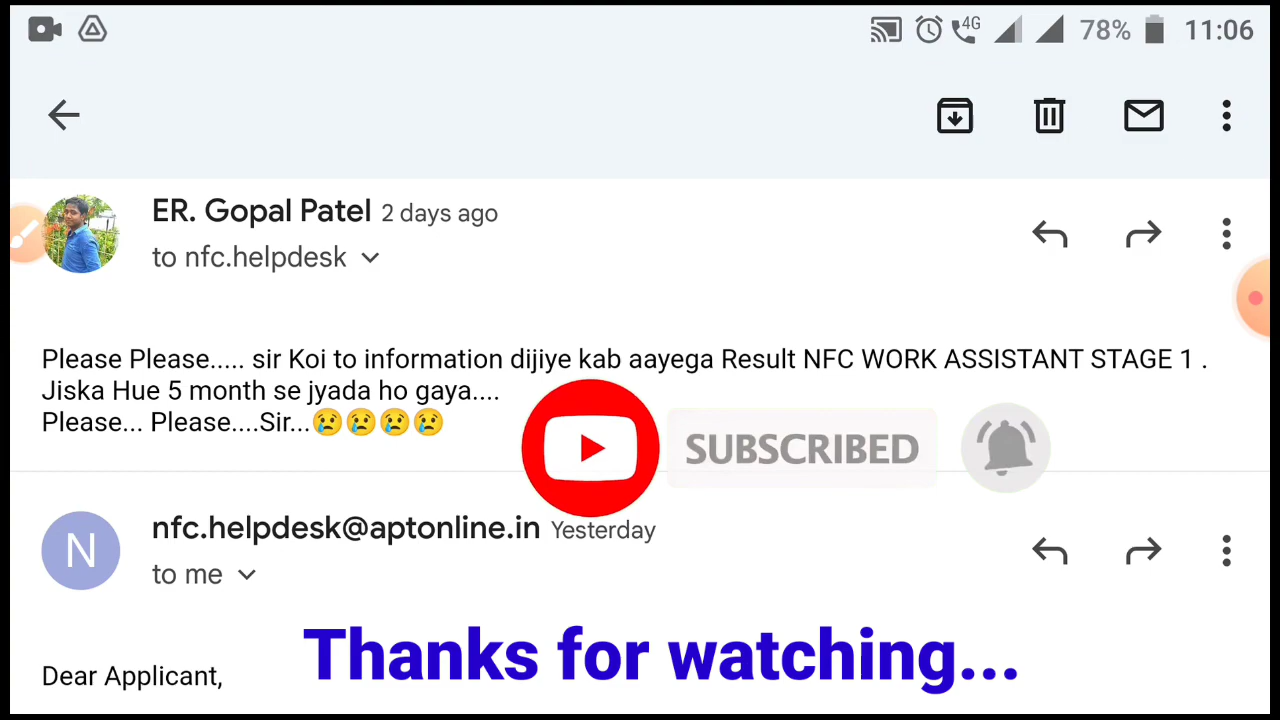 4G 78% 11:06
ER. Gopal Patel 2 days ago
to nfc.helpdesk
Please Please..... sir Koi to information dijiye kab aayega Result NFC WORK ASSISTANT STAGE 1 .
Jiska Hue 5 month se jyada ho gaya....
Please... Please....Sir...😢😢😢😢
SUBSCRIBED
N
nfc.helpdesk@aptonline.in Yesterday
to me
Thanks for watching...
Dear Applicant,